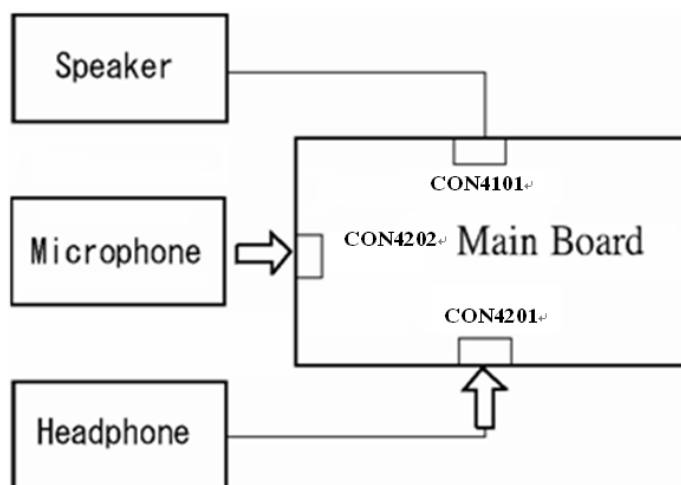 Speaker
CON4101↵
Microphone
CON4202↵ Main Board
CON4201↵
Headphone